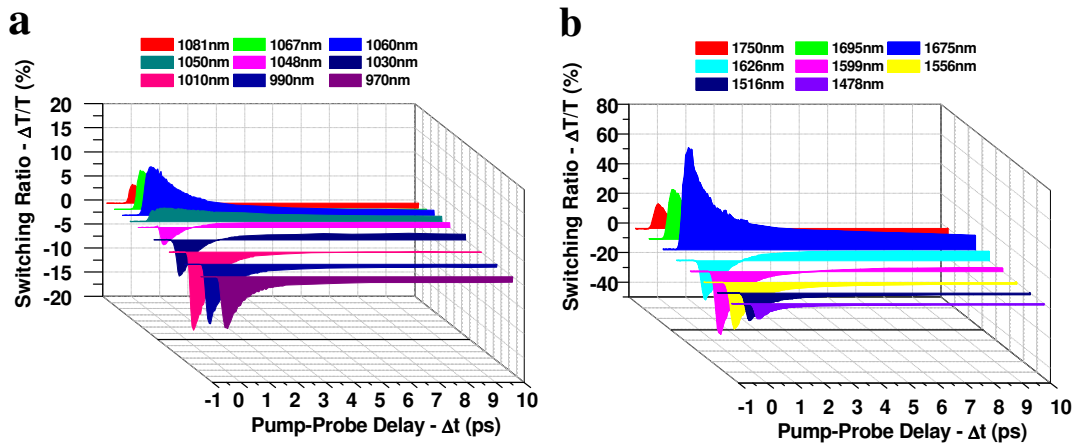 a
1081nm 1067nm 1060nm
1050nm 1048nm 1030nm
1010nm 990nm 970nm
Switching Ratio - ΔT/T (%)
20
15
10
5
0
-5
-10
-15
-20
-1 0 1 2 3 4 5 6 7 8 9 10
Pump-Probe Delay - Δt (ps)
b
1750nm 1695nm 1675nm
1626nm 1599nm 1556nm
1516nm 1478nm
Switching Ratio - ΔT/T (%)
80
60
40
20
0
-20
-40
-1 0 1 2 3 4 5 6 7 8 9 10
Pump-Probe Delay - Δt (ps)